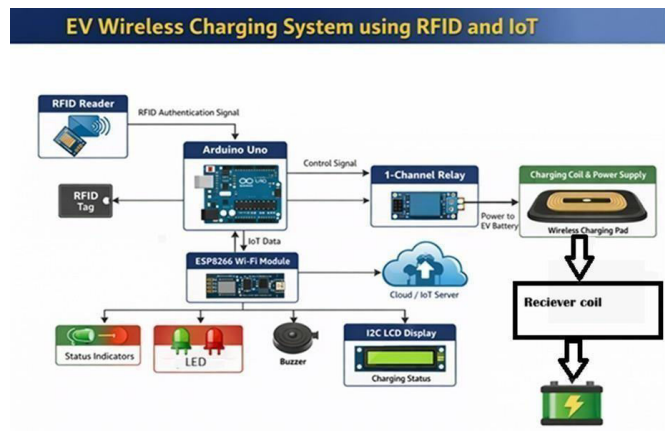 EV Wireless Charging System using RFID and IoT
RFID Reader
RFID Authentication Signal
Arduino Uno
Control Signal
1-Channel Relay
Charging Coil & Power Supply
RFID
Tag
Power to
EV Battery
Wireless Charging Pad
IoT Data
ESP8266 Wi-Fi Module
Cloud / IoT Server
Reciever coil
Status Indicators
LED
Buzzer
I2C LCD Display
Charging Status